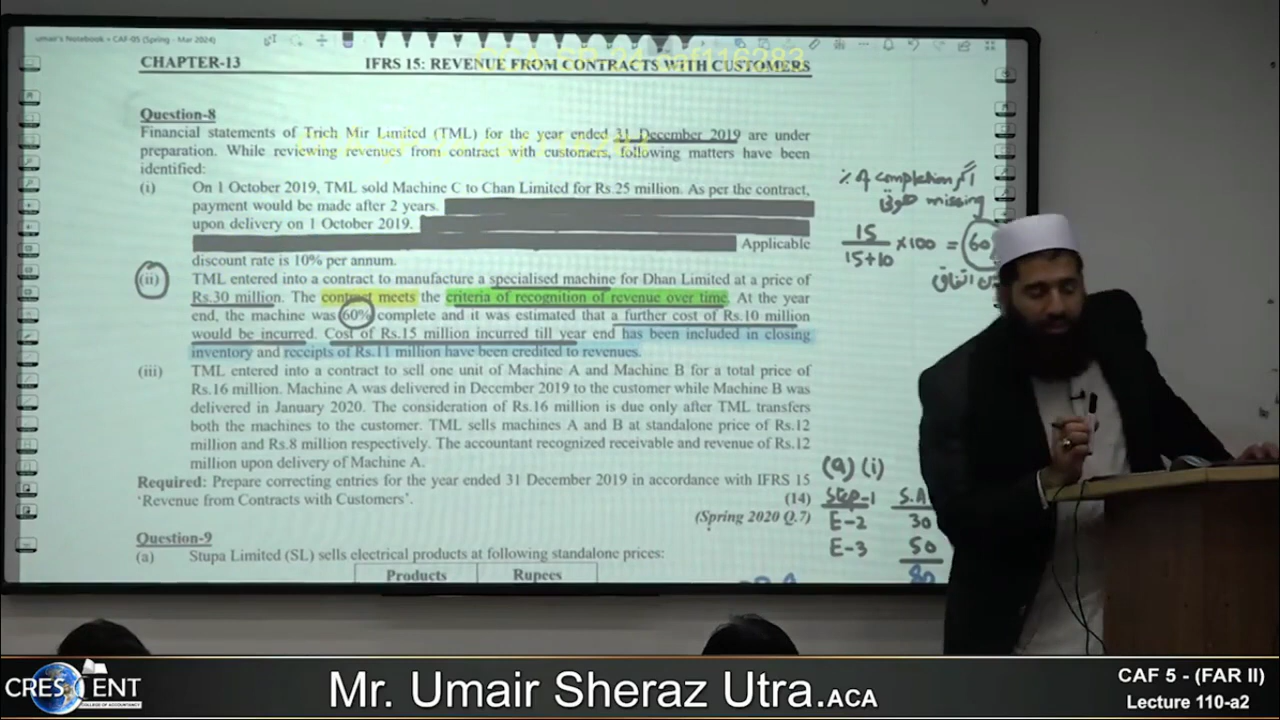 umair's Notebook • CAF-05 (Spring - Mar 2024)
CHAPTER-13 IFRS 15: REVENUE FROM CONTRACTS WITH CUSTOMERS
Question-8
Financial statements of Trich Mir Limited (TML) for the year ended 31 December 2019 are under
preparation. While reviewing revenues from contract with customers, following matters have been
identified:
(i) On 1 October 2019, TML sold Machine C to Chan Limited for Rs.25 million. As per the contract,
payment would be made after 2 years.
upon delivery on 1 October 2019.
Applicable
discount rate is 10% per annum.
(ii) TML entered into a contract to manufacture a specialised machine for Dhan Limited at a price of
Rs.30 million. The contract meets the criteria of recognition of revenue over time. At the year
end, the machine was 60% complete and it was estimated that a further cost of Rs.10 million
would be incurred. Cost of Rs.15 million incurred till year end has been included in closing
inventory and receipts of Rs.11 million have been credited to revenues.
(iii) TML entered into a contract to sell one unit of Machine A and Machine B for a total price of
Rs.16 million. Machine A was delivered in December 2019 to the customer while Machine B was
delivered in January 2020. The consideration of Rs.16 million is due only after TML transfers
both the machines to the customer. TML sells machines A and B at standalone price of Rs.12
million and Rs.8 million respectively. The accountant recognized receivable and revenue of Rs.12
million upon delivery of Machine A.
Required: Prepare correcting entries for the year ended 31 December 2019 in accordance with IFRS 15
'Revenue from Contracts with Customers'. (14)
(Spring 2020 Q.7)
Question-9
(a) Stupa Limited (SL) sells electrical products at following standalone prices:
Products Rupees
% of completion اگر
missing
15
15+10
×100 = 60
(a) (i)
Step-1 S.A
E-2 30
E-3 50
80
CRESCENT
COLLEGE OF ACCOUNTANCY
Mr. Umair Sheraz Utra.ACA
CAF 5 - (FAR II)
Lecture 110-a2